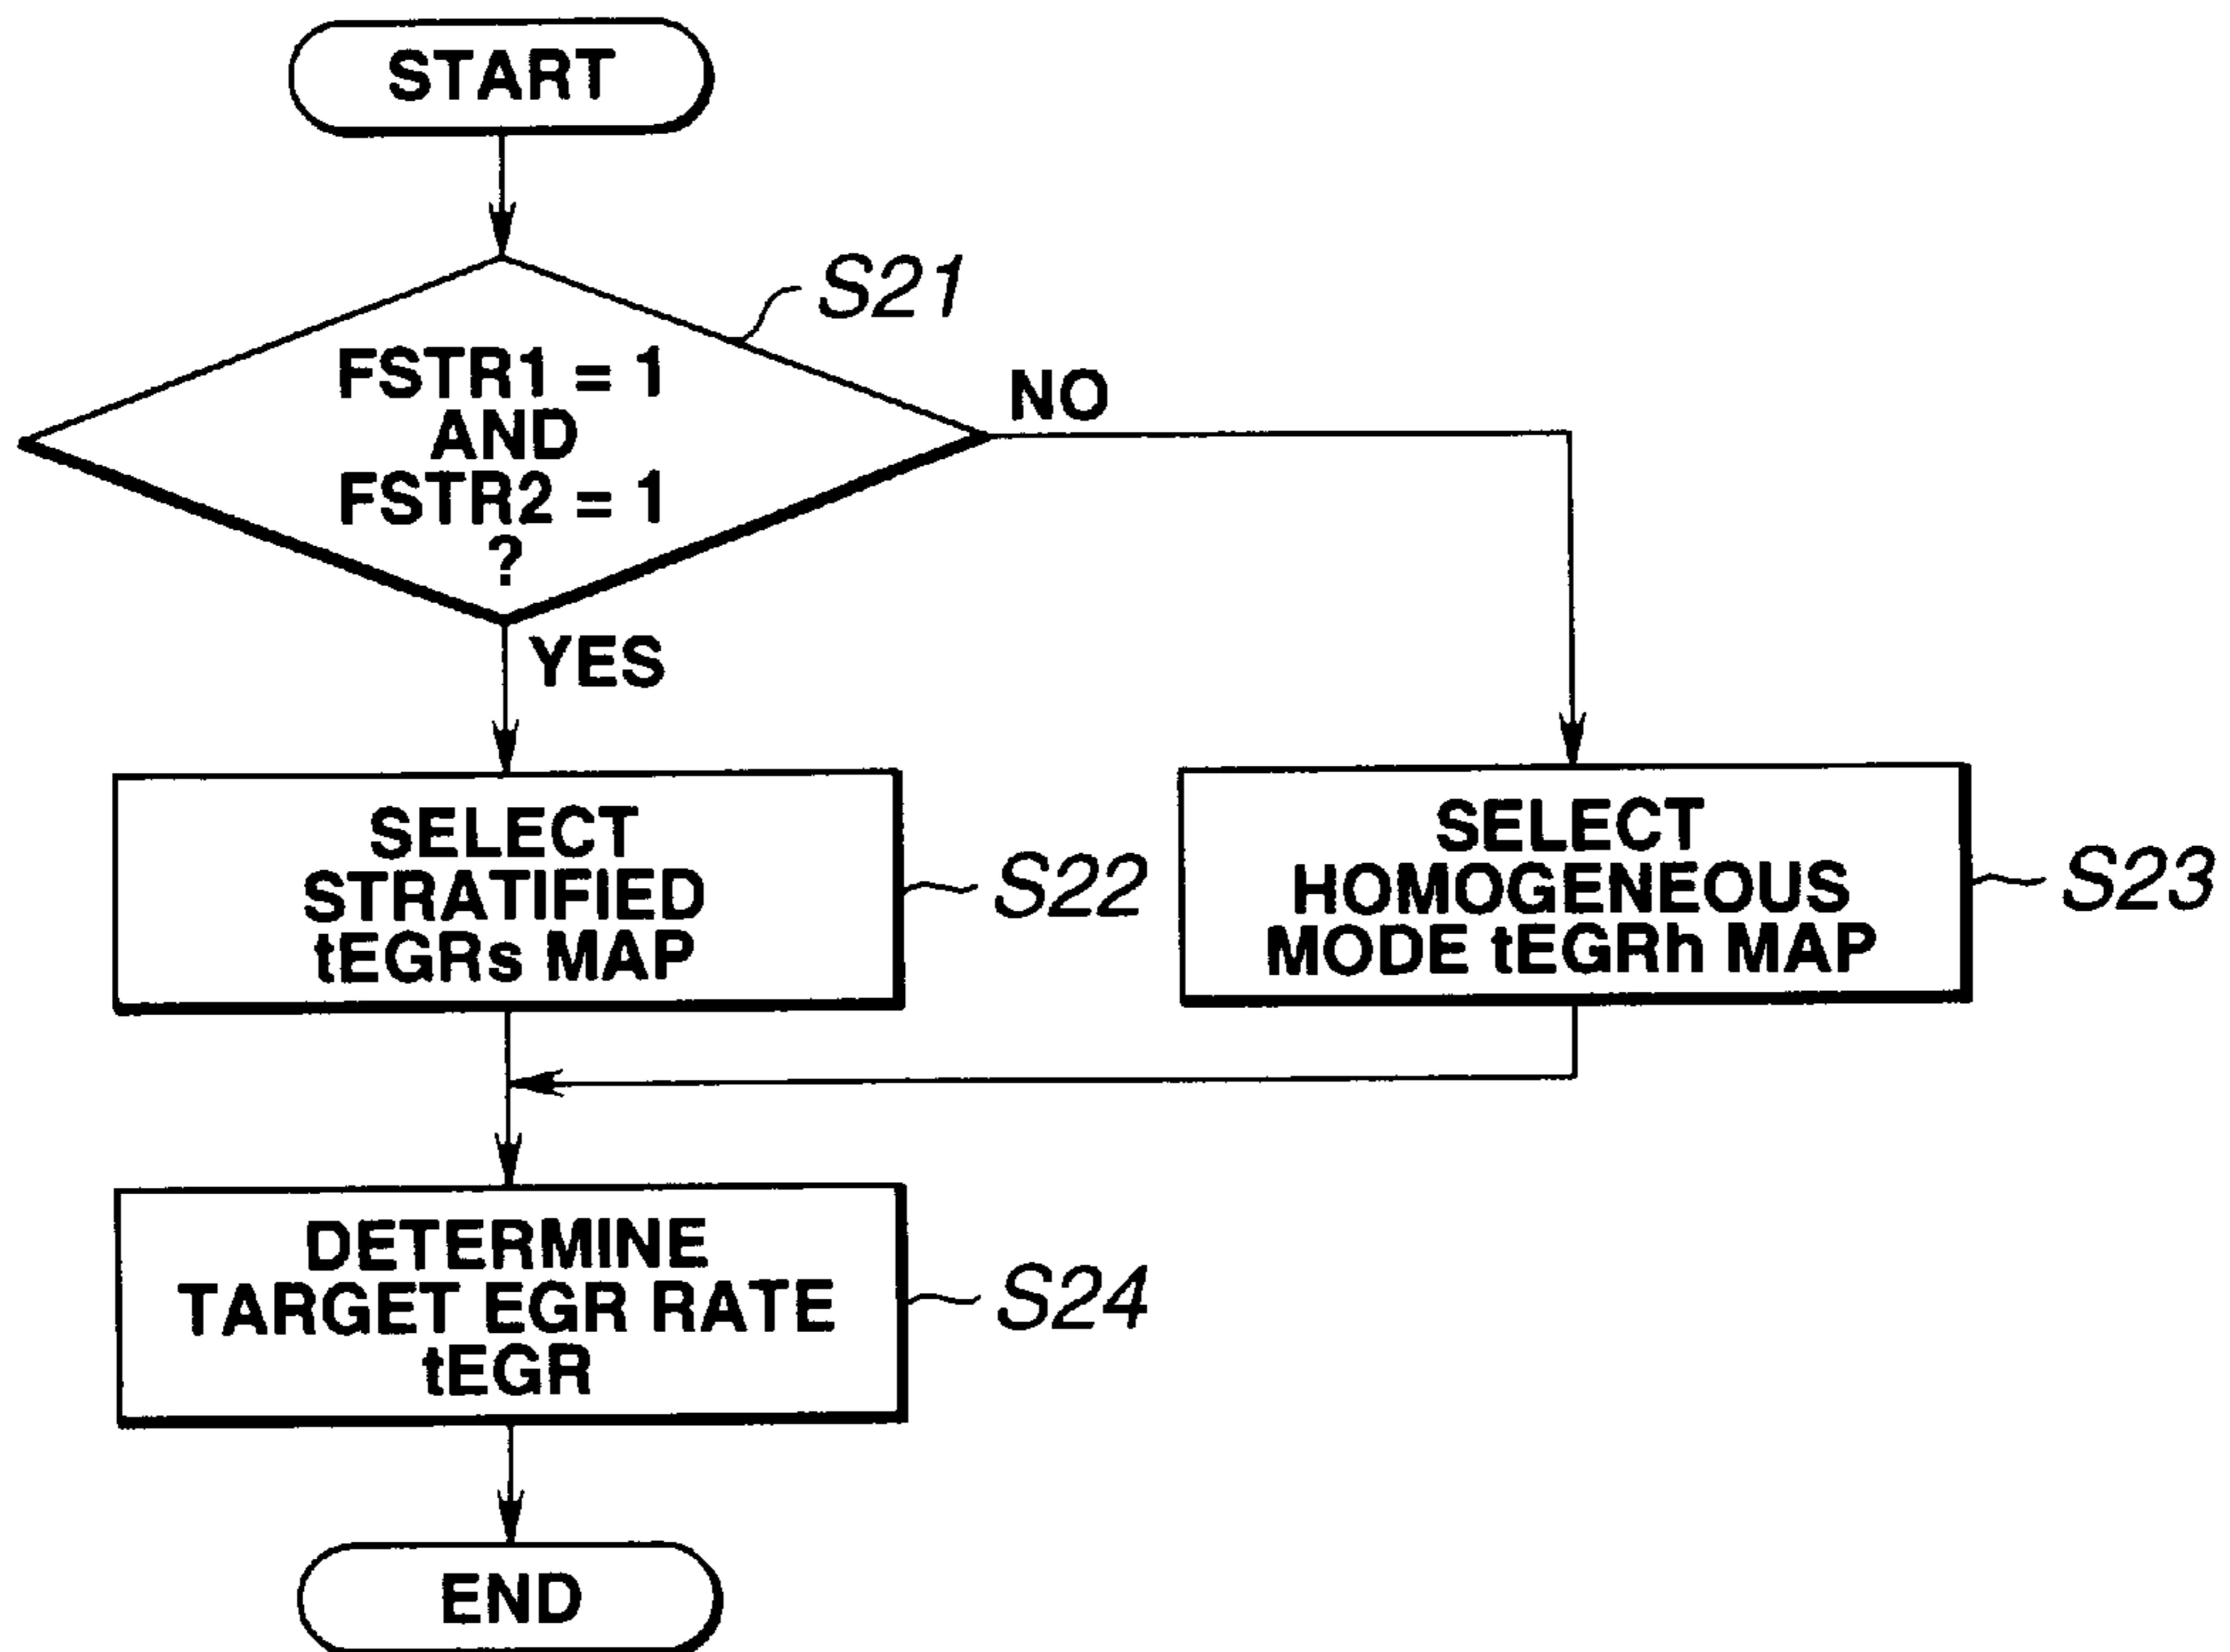 START
S21
FSTR1 = 1
AND
FSTR2 = 1
?
NO
YES
SELECT
STRATIFIED
tEGRs MAP
S22
SELECT
HOMOGENEOUS
MODE tEGRh MAP
S23
DETERMINE
TARGET EGR RATE
tEGR
S24
END